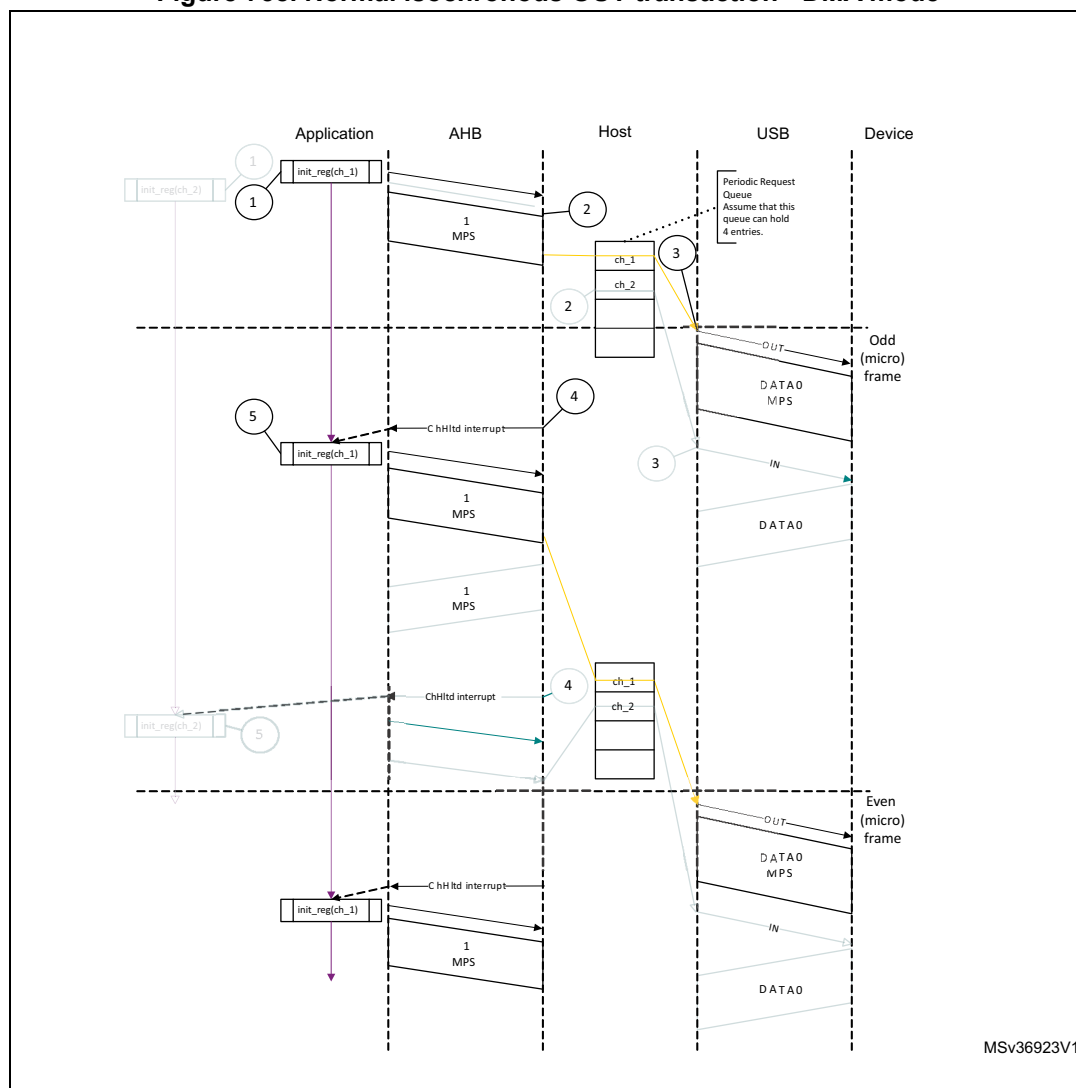 Figure Normal isochronous OUT transaction - DMA mode
Application
AHB
Host
USB
Device
1
init_reg(ch_2)
init_reg(ch_1)
1
2
1
MPS
Periodic Request
Queue
Assume that this
queue can hold
4 entries.
3
ch_1
ch_2
2
Odd
(micro)
frame
OUT
DATA0
MPS
4
5
ChHltd interrupt
init_reg(ch_1)
3
IN
1
MPS
DATA0
1
MPS
ch_1
ch_2
4
ChHltd interrupt
init_reg(ch_2)
5
Even
(micro)
frame
OUT
DATA0
MPS
ChHltd interrupt
init_reg(ch_1)
IN
1
MPS
DATA0
MSv36923V1